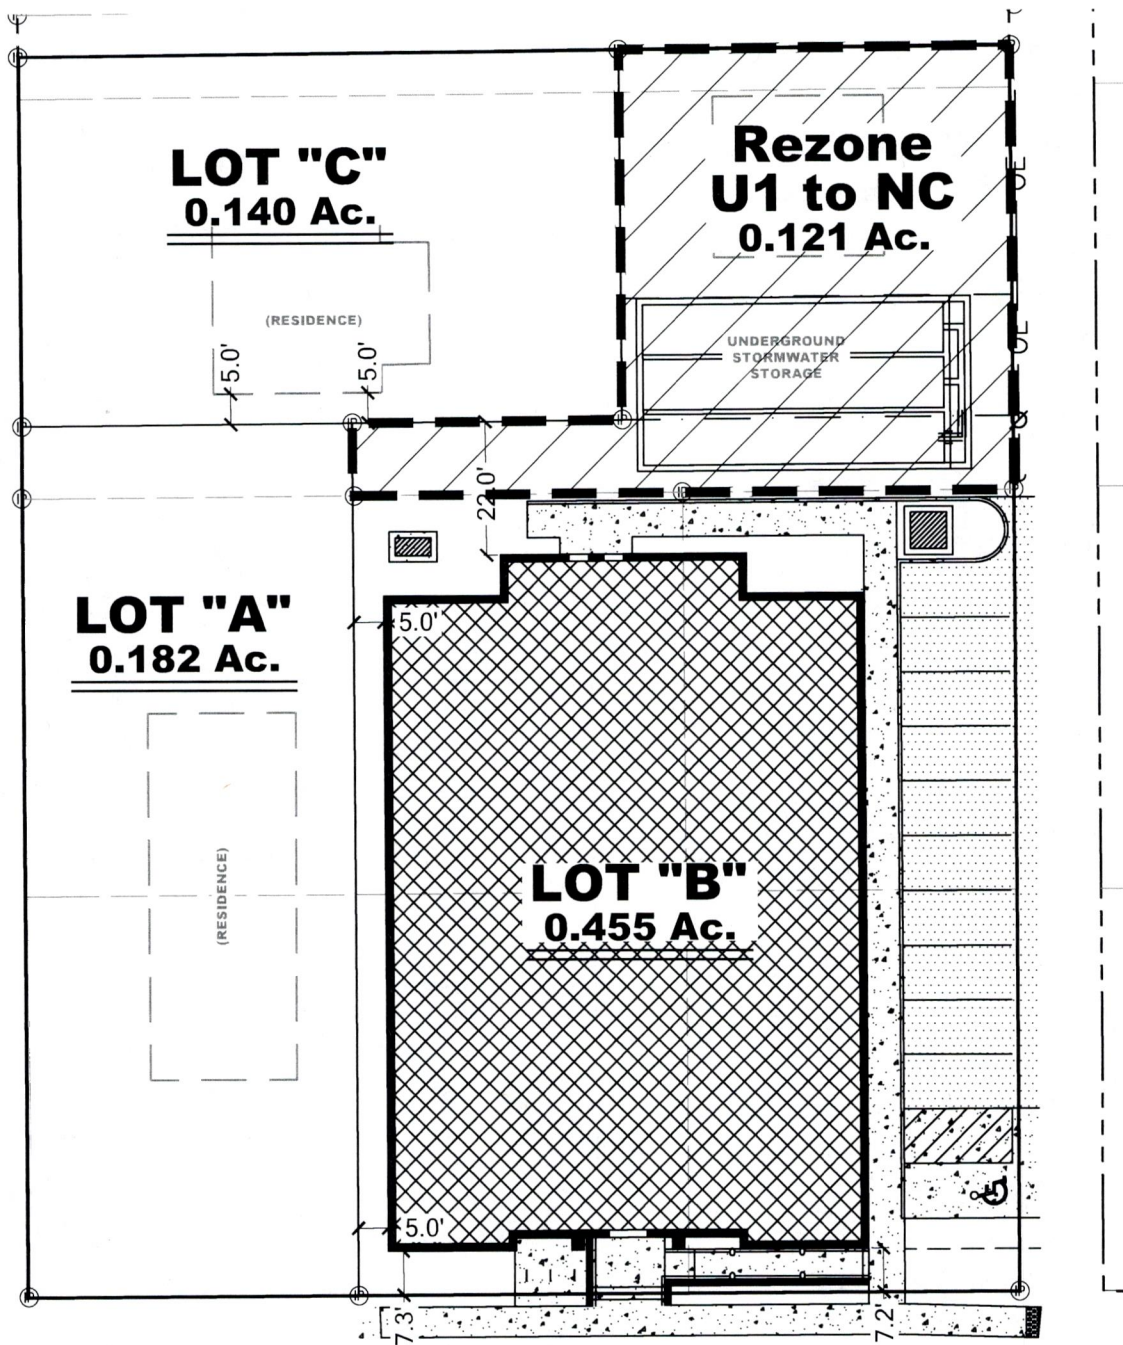 LOT "C"
0.140 Ac.
Rezone
U1 to NC
0.121 Ac.
OE
(RESIDENCE)
5.0'
5.0'
UNDERGROUND
STORMWATER
STORAGE
OE
22.0'
LOT "A"
0.182 Ac.
5.0'
(RESIDENCE)
LOT "B"
0.455 Ac.
5.0'
7.3'
7.2'